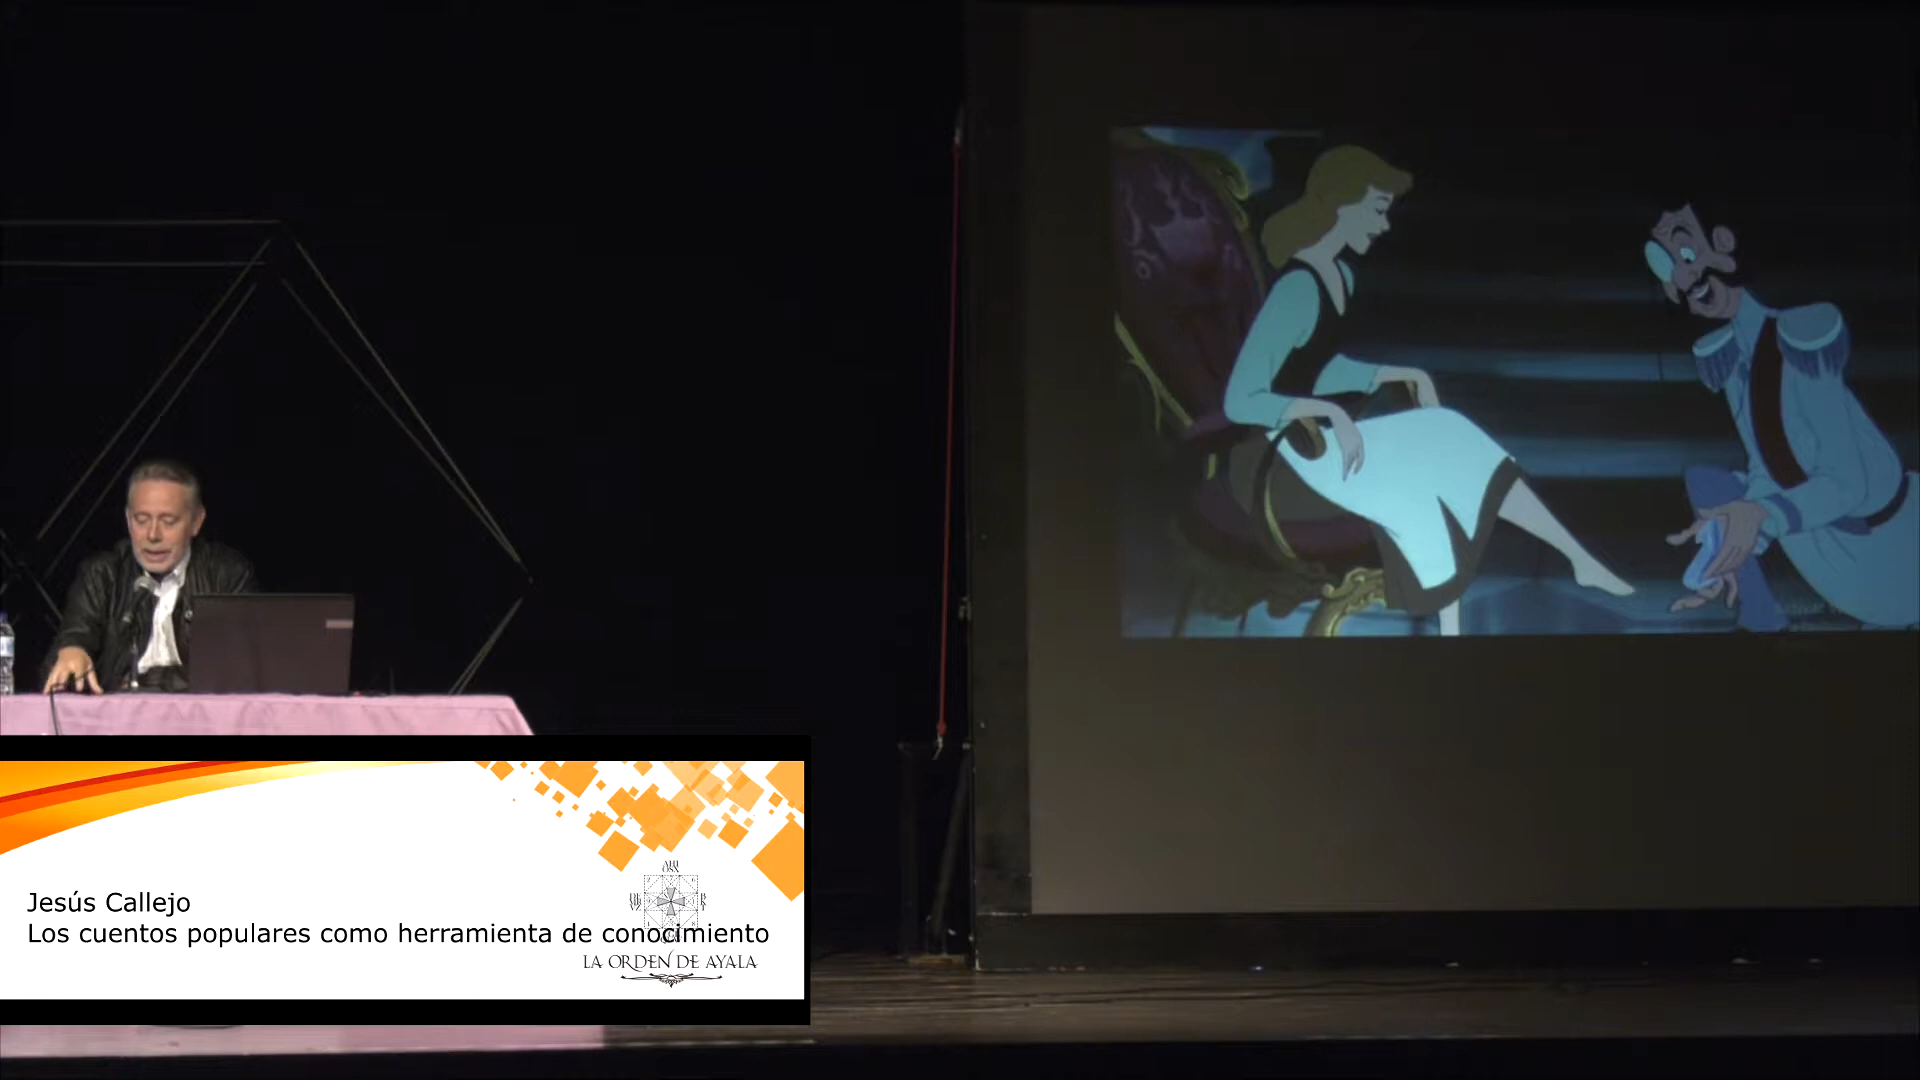 Jesús Callejo
Los cuentos populares como herramienta de conocimiento
LA ORDEN DE AYALA